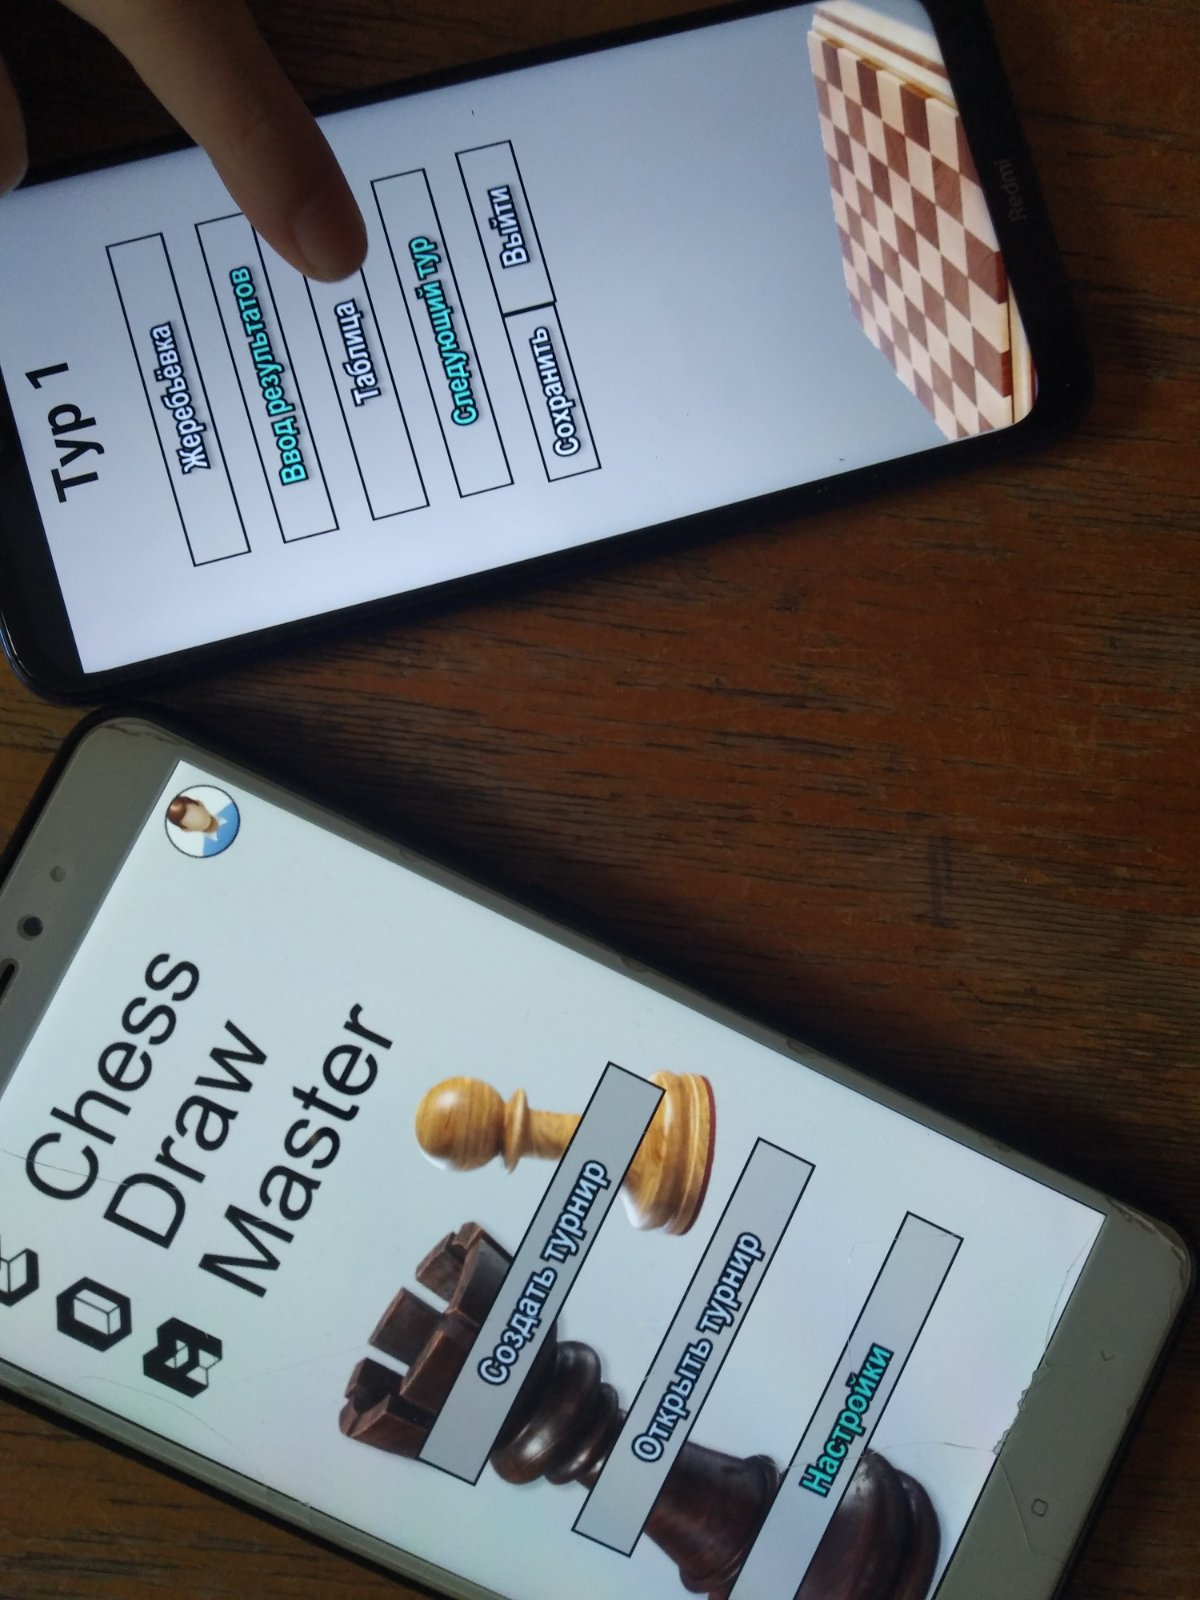 Тур 1
Жеребьёвка
Ввод результатов
Таблица
Следующий тур
Сохранить
Выйти
Redmi
Chess
Draw
Master
Создать турнир
Открыть турнир
Настройки